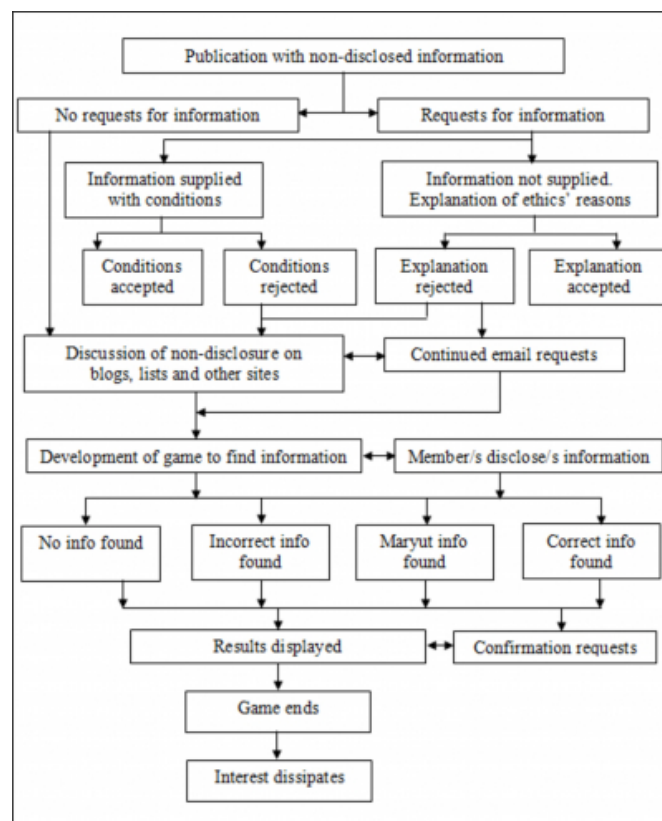 Publication with non-disclosed information
No requests for information
Requests for information
Information supplied
with conditions
Information not supplied.
Explanation of ethics’ reasons
Conditions
accepted
Conditions
rejected
Explanation
rejected
Explanation
accepted
Discussion of non-disclosure on
blogs, lists and other sites
Continued email requests
Development of game to find information
Member/s disclose/s information
No info found
Incorrect info
found
Maryut info
found
Correct info
found
Results displayed
Confirmation requests
Game ends
Interest dissipates